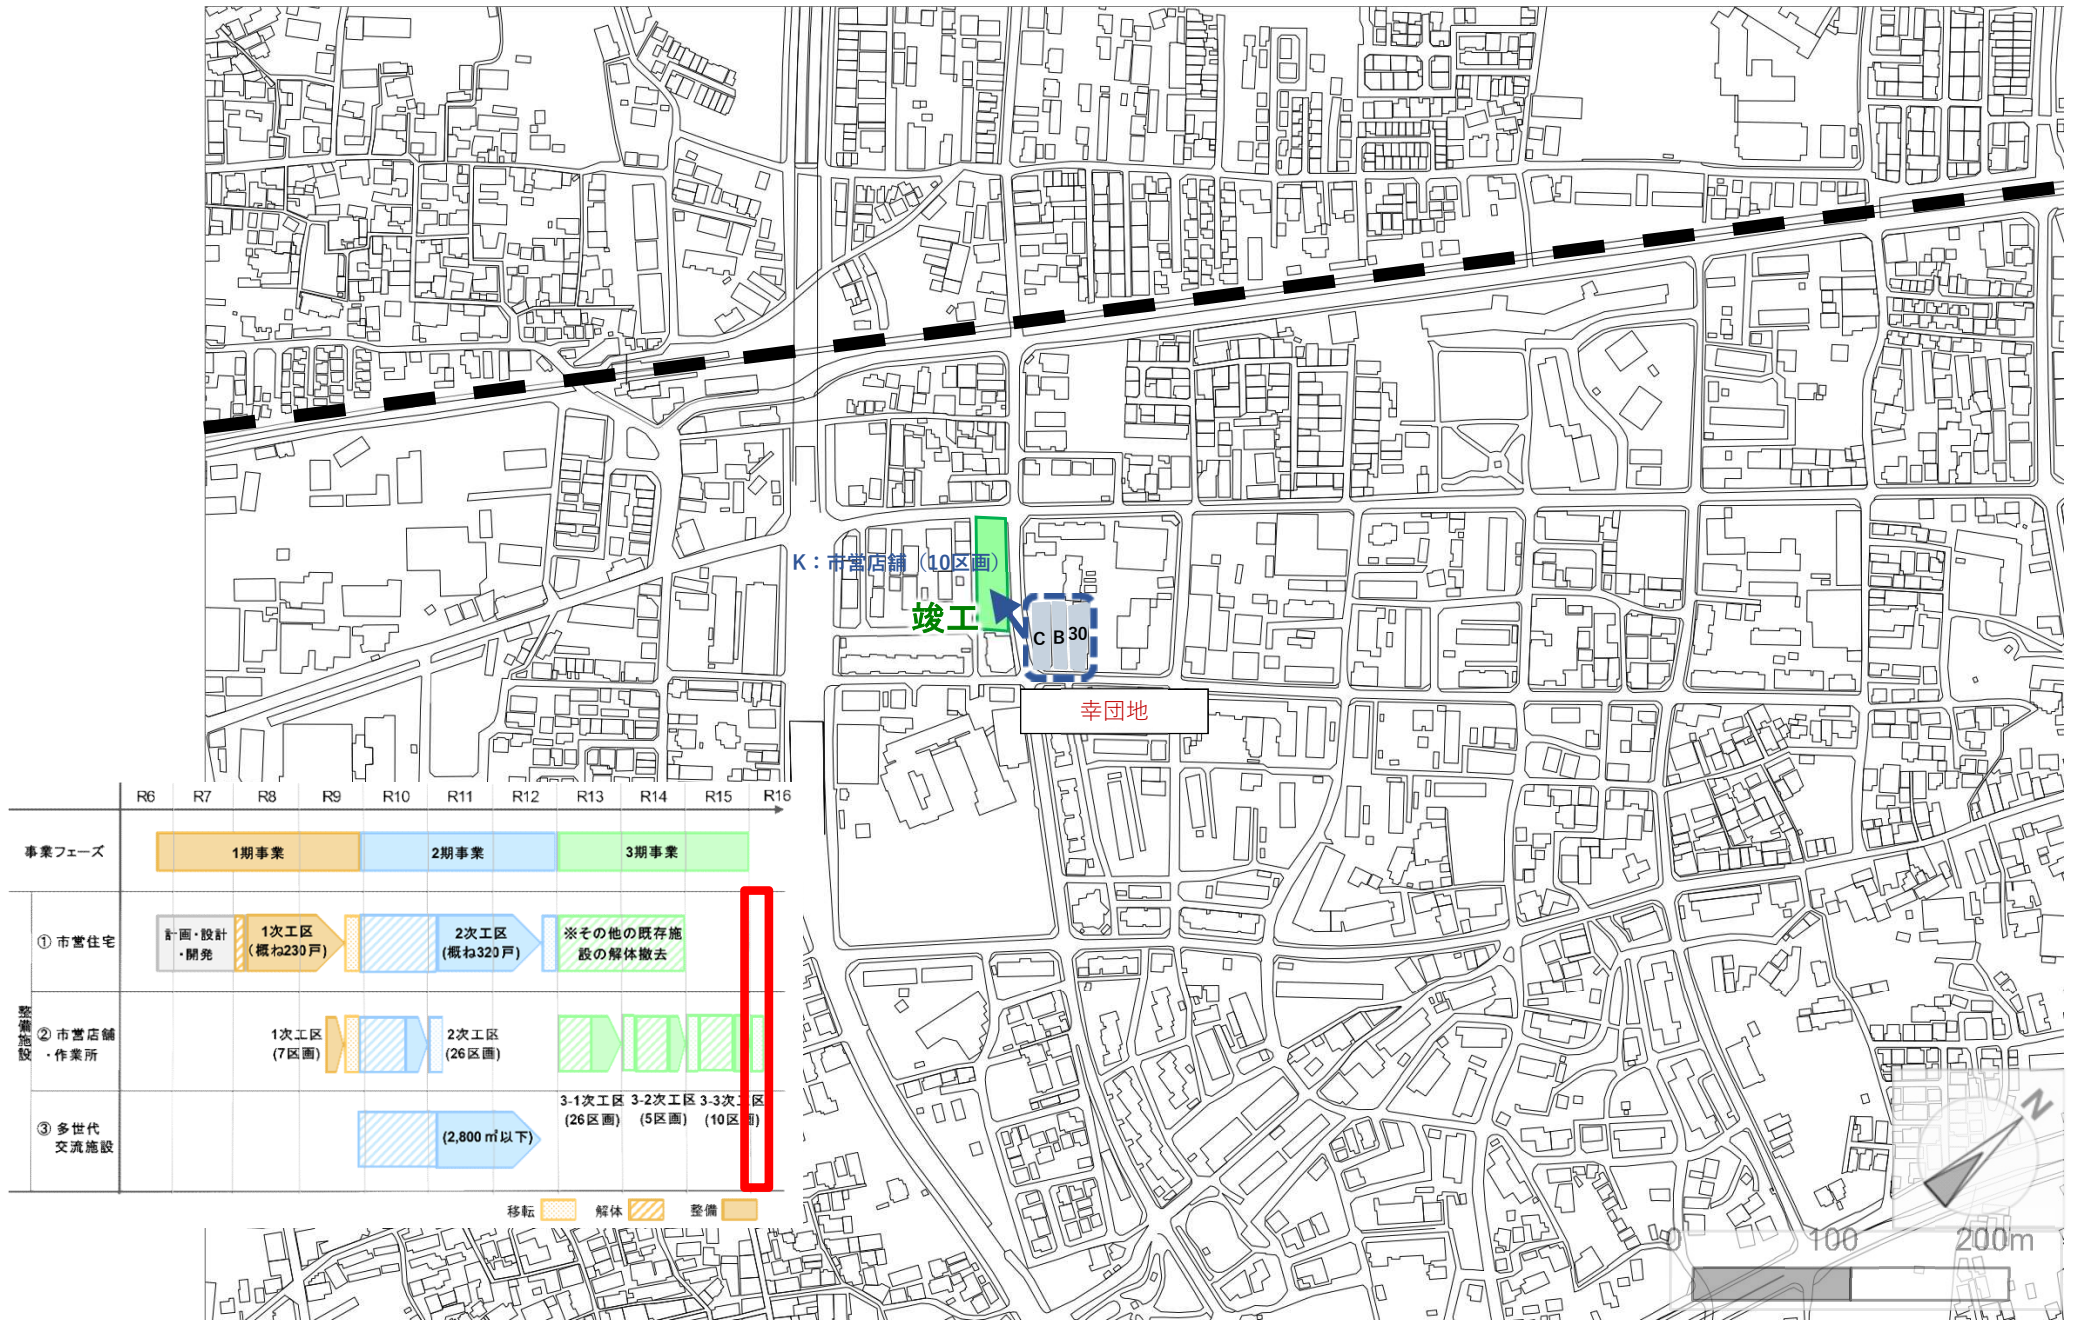 K：市営店舗（10区画）
竣工
C
B
30
幸団地
R6
R7
R8
R9
R10
R11
R12
R13
R14
R15
R16
事業フェーズ
1期事業
2期事業
3期事業
整備施設
① 市営住宅
計画・設計
・開発
1次工区
(概ね230戸)
2次工区
(概ね320戸)
※その他の既存施
設の解体撤去
② 市営店舗
・作業所
1次工区
(7区画)
2次工区
(26区画)
3-1次工区
(26区画)
3-2次工区
(5区画)
3-3次工区
(10区画)
③ 多世代
交流施設
(2,800㎡以下)
移転
解体
整備
N
0
100
200m